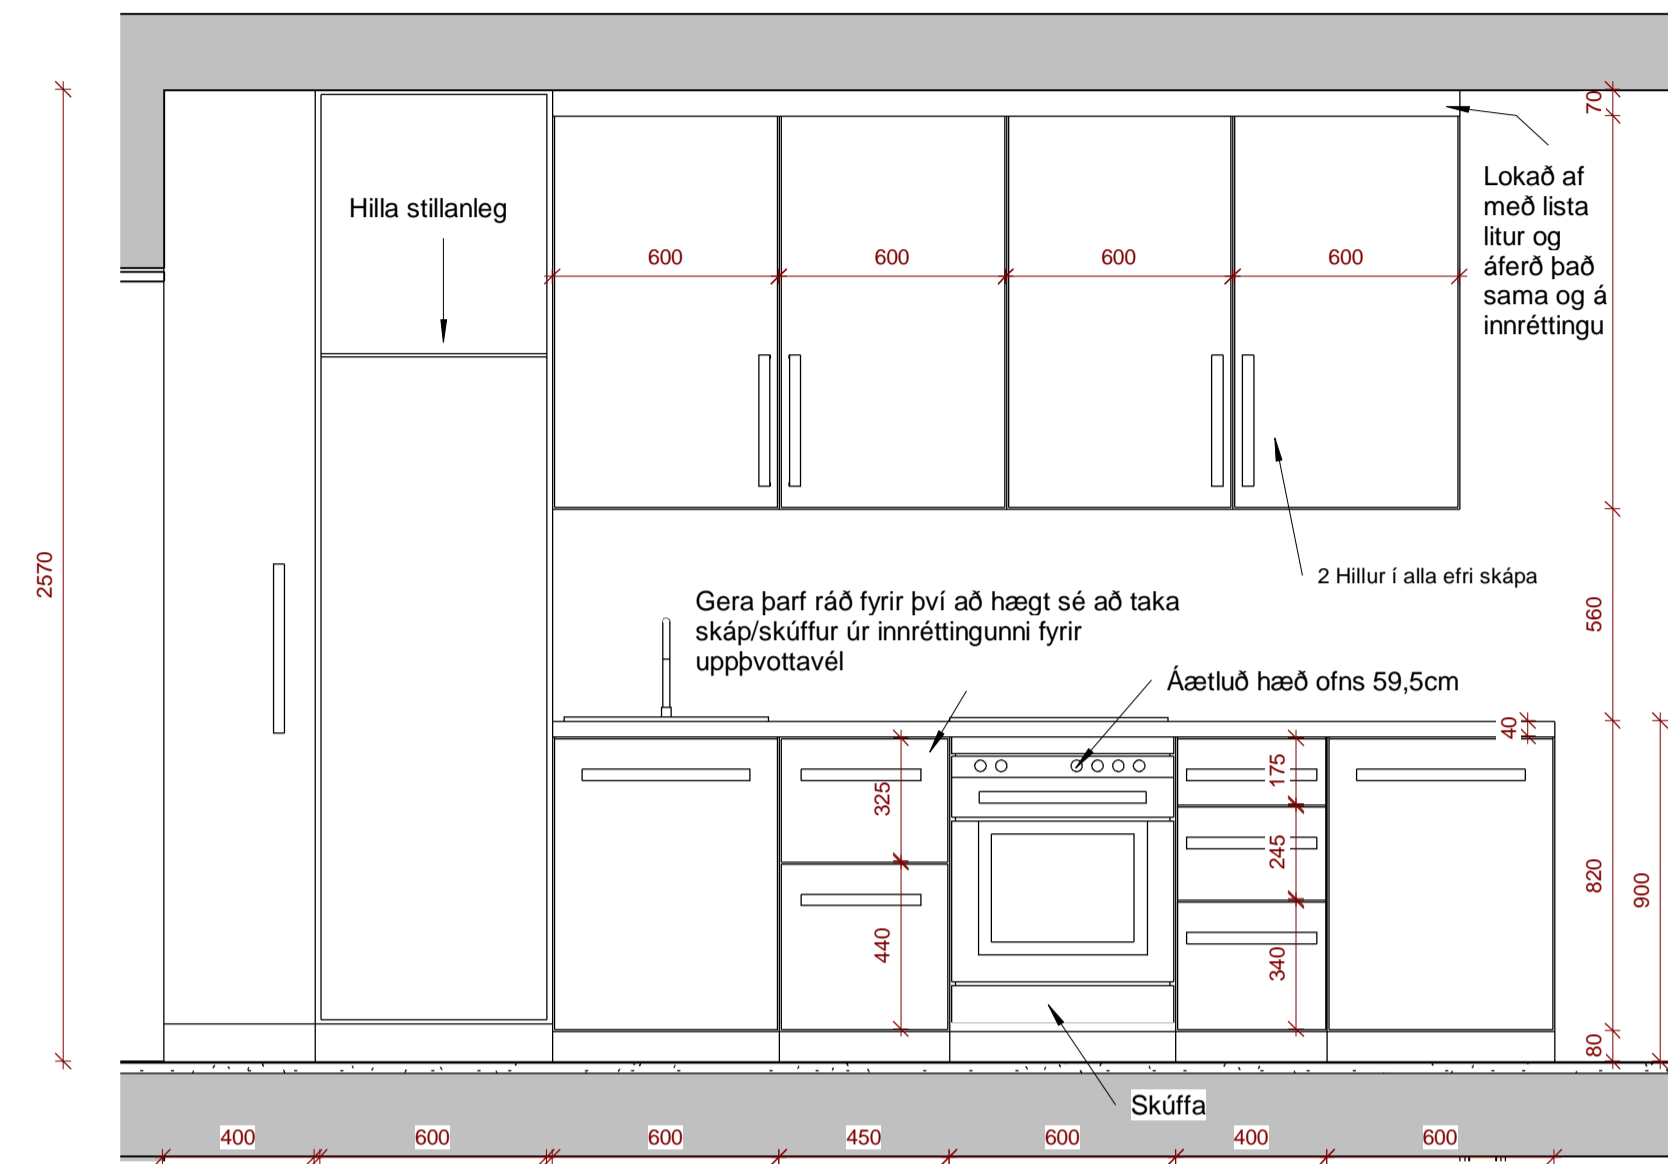 70
Hilla stillanleg
Lokað af
með lista
litur og
áferð það
sama og á
innréttingu
600
600
600
600
2570
2 Hillur í alla efri skápa
Gera þarf ráð fyrir því að hægt sé að taka
skáp/skúffur úr innréttingunni fyrir
uppþvottavél
560
Áætluð hæð ofns 59,5cm
40
325
175
245
820
900
440
340
80
Skúffa
400
600
600
450
600
400
600